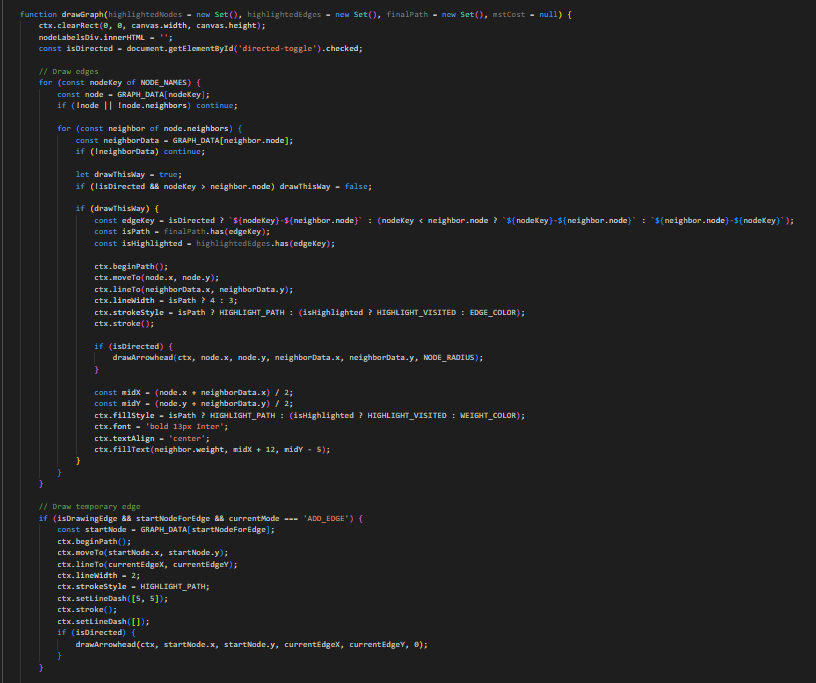 function drawGraph(highlightedNodes = new Set(), highlightedEdges = new Set(), finalPath = new Set(), mstCost = null) {
ctx.clearRect(0, 0, canvas.width, canvas.height);
nodeLabelsDiv.innerHTML = '';
const isDirected = document.getElementById('directed-toggle').checked;
// Draw edges
for (const nodeKey of NODE_NAMES) {
const node = GRAPH_DATA[nodeKey];
if (!node || !node.neighbors) continue;
for (const neighbor of node.neighbors) {
const neighborData = GRAPH_DATA[neighbor.node];
if (!neighborData) continue;
let drawThisWay = true;
if (!isDirected && nodeKey > neighbor.node) drawThisWay = false;
if (drawThisWay) {
const edgeKey = isDirected ? `${nodeKey}-${neighbor.node}` : (nodeKey < neighbor.node ? `${nodeKey}-${neighbor.node}` : `${neighbor.node}-${nodeKey}`);
const isPath = finalPath.has(edgeKey);
const isHighlighted = highlightedEdges.has(edgeKey);
ctx.beginPath();
ctx.moveTo(node.x, node.y);
ctx.lineTo(neighborData.x, neighborData.y);
ctx.lineWidth = isPath ? 4 : 3;
ctx.strokeStyle = isPath ? HIGHLIGHT_PATH : (isHighlighted ? HIGHLIGHT_VISITED : EDGE_COLOR);
ctx.stroke();
if (isDirected) {
drawArrowhead(ctx, node.x, node.y, neighborData.x, neighborData.y, NODE_RADIUS);
}
const midX = (node.x + neighborData.x) / 2;
const midY = (node.y + neighborData.y) / 2;
ctx.fillStyle = isPath ? HIGHLIGHT_PATH : (isHighlighted ? HIGHLIGHT_VISITED : WEIGHT_COLOR);
ctx.font = 'bold 13px Inter';
ctx.textAlign = 'center';
ctx.fillText(neighbor.weight, midX + 12, midY - 5);
}
}
}
// Draw temporary edge
if (isDrawingEdge && startNodeForEdge && currentMode === 'ADD_EDGE') {
const startNode = GRAPH_DATA[startNodeForEdge];
ctx.beginPath();
ctx.moveTo(startNode.x, startNode.y);
ctx.lineTo(currentEdgeX, currentEdgeY);
ctx.lineWidth = 2;
ctx.strokeStyle = HIGHLIGHT_PATH;
ctx.setLineDash([5, 5]);
ctx.stroke();
ctx.setLineDash([]);
if (isDirected) {
drawArrowhead(ctx, startNode.x, startNode.y, currentEdgeX, currentEdgeY, 0);
}
}